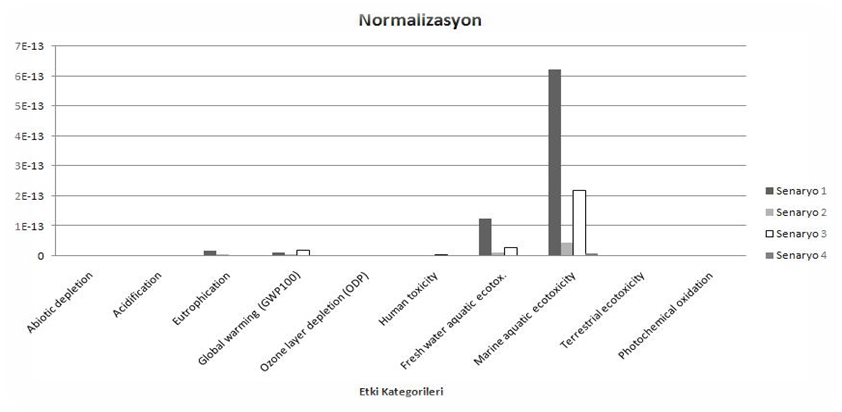 Normalizasyon
7E-13
6E-13
5E-13
4E-13
3E-13
2E-13
1E-13
0
Senaryo 1
Senaryo 2
Senaryo 3
Senaryo 4
Abiotic depletion
Acidification
Eutrophication
Global warming (GWP100)
Ozone layer depletion (ODP)
Human toxicity
Fresh water aquatic ecotox.
Marine aquatic ecotoxicity
Terrestrial ecotoxicity
Photochemical oxidation
Etki Kategorileri